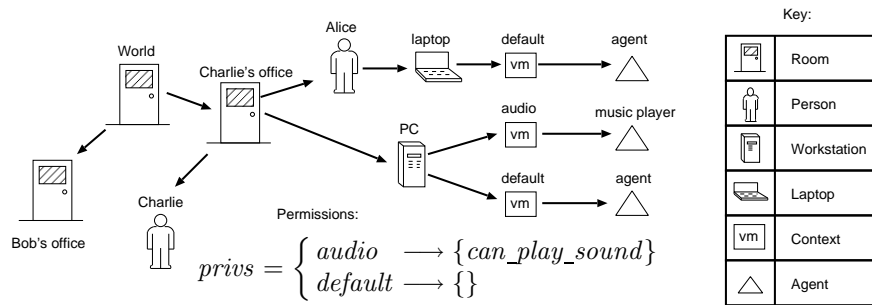 Key:
Alice
World
laptop
default
agent
Charlie's office
vm
Room
Person
audio
music player
PC
vm
Workstation
default
agent
Laptop
Charlie
vm
Permissions:
Bob's office
vm
Context
privs = { audio ⟶ {can_play_sound}
default ⟶ {}
Agent